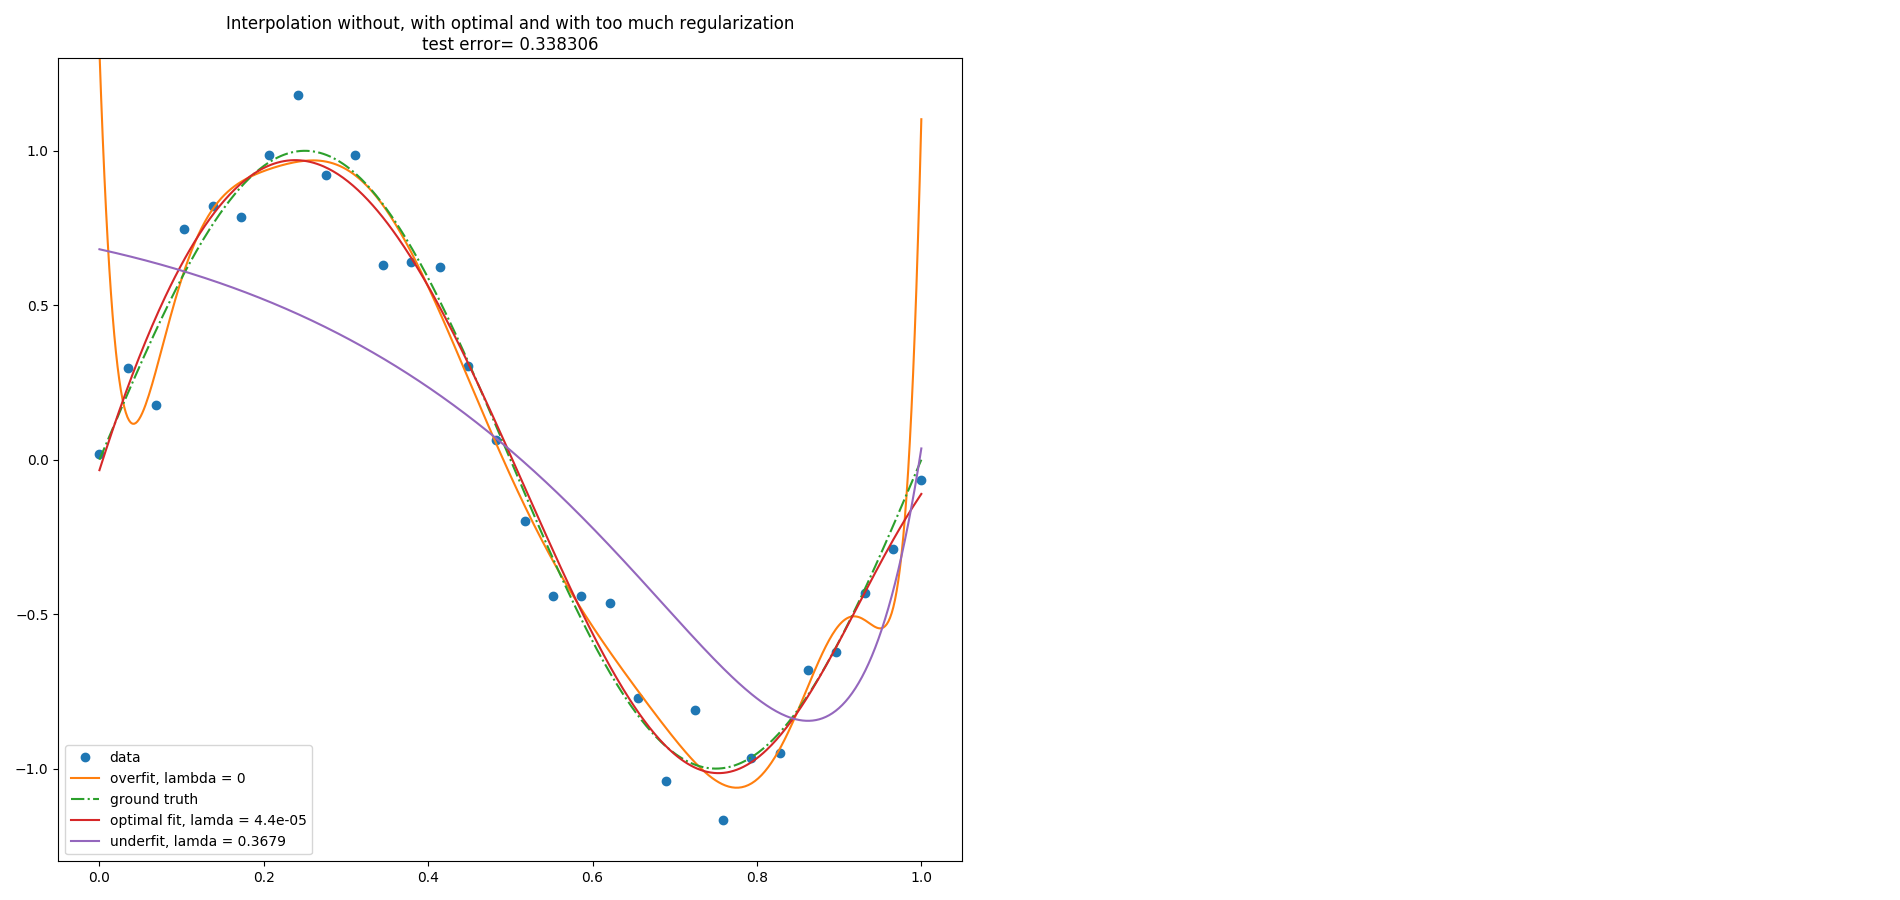 Interpolation without, with optimal and with too much regularization
test error= 0.338306
1.0
0.5
0.0
−0.5
−1.0
data
overfit, lambda = 0
ground truth
optimal fit, lamda = 4.4e-05
underfit, lamda = 0.3679
0.0 0.2 0.4 0.6 0.8 1.0